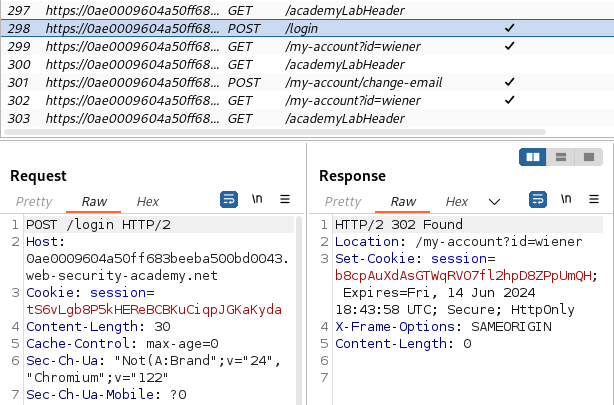 297 https://0ae0009604a50ff68... GET /academyLabHeader
298 https://0ae0009604a50ff68... POST /login ✓
299 https://0ae0009604a50ff68... GET /my-account?id=wiener ✓
300 https://0ae0009604a50ff68... GET /academyLabHeader
301 https://0ae0009604a50ff68... POST /my-account/change-email ✓
302 https://0ae0009604a50ff68... GET /my-account?id=wiener ✓
303 https://0ae0009604a50ff68... GET /academyLabHeader
Request
Pretty Raw Hex \n
1 POST /login HTTP/2
2 Host:
0ae0009604a50ff683beeba500bd0043.
web-security-academy.net
3 Cookie: session=
tS6vLgb8P5kHEReBCBKuCiqpJGKaKyda
4 Content-Length: 30
5 Cache-Control: max-age=0
6 Sec-Ch-Ua: "Not(A:Brand";v="24",
"Chromium";v="122"
7 Sec-Ch-Ua-Mobile: ?0
Response
Pretty Raw Hex \n
1 HTTP/2 302 Found
2 Location: /my-account?id=wiener
3 Set-Cookie: session=
b8cpAuXdAsGTWqRVO7fl2hpD8ZPpUmQH;
Expires=Fri, 14 Jun 2024
18:43:58 UTC; Secure; HttpOnly
4 X-Frame-Options: SAMEORIGIN
5 Content-Length: 0
6
7